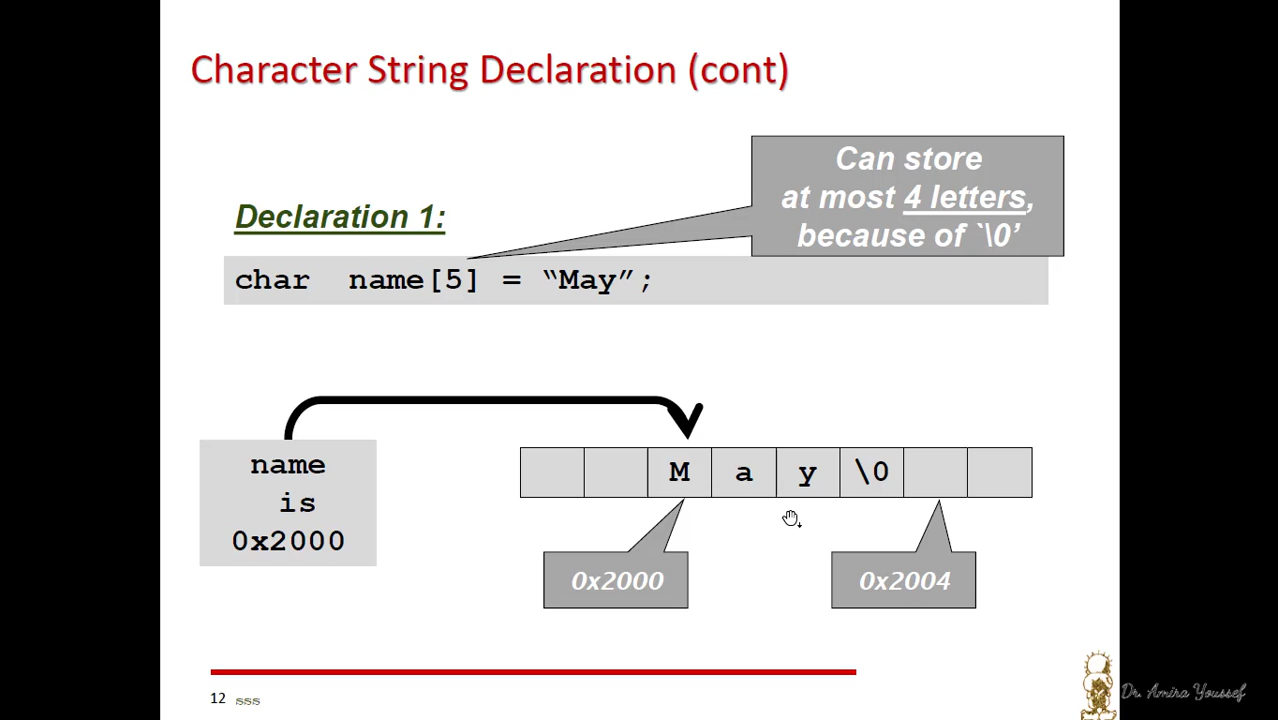 Character String Declaration (cont)
Can store
at most 4 letters,
because of `\0’
Declaration 1:
char name[5] = “May”;
name
is
0x2000
M a y \0
0x2000
0x2004
12 sss
Dr. Amira Youssef